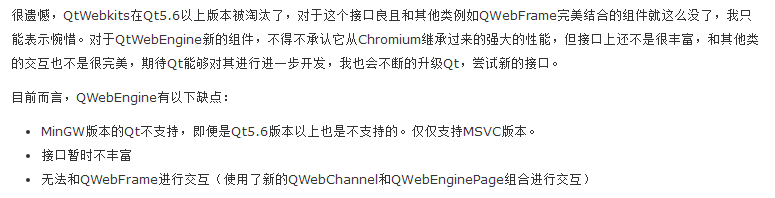 很遗憾，QtWebkits在Qt5.6以上版本被淘汰了，对于这个接口良且和其他类例如QWebFrame完美结合的组件就这么没了，我只
能表示惋惜。对于QtWebEngine新的组件，不得不承认它从Chromium继承过来的强大的性能，但接口上还不是很丰富，和其他类
的交互也不是很完美，期待Qt能够对其进行进一步开发，我也会不断的升级Qt，尝试新的接口。
目前而言，QWebEngine有以下缺点：
• MinGW版本的Qt不支持，即便是Qt5.6版本以上也是不支持的。仅仅支持MSVC版本。
• 接口暂时不丰富
• 无法和QWebFrame进行交互（使用了新的QWebChannel和QWebEnginePage组合进行交互）